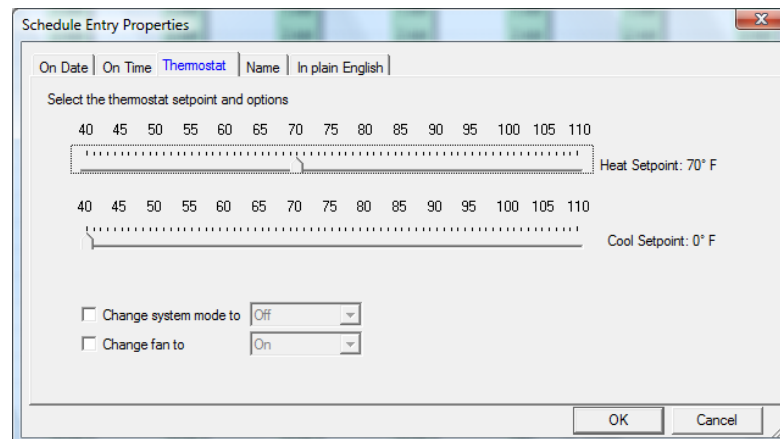 Schedule Entry Properties
On Date On Time Thermostat Name In plain English
Select the thermostat setpoint and options
40 45 50 55 60 65 70 75 80 85 90 95 100 105 110
Heat Setpoint: 70° F
40 45 50 55 60 65 70 75 80 85 90 95 100 105 110
Cool Setpoint: 0° F
Change system mode to Off
Change fan to On
OK Cancel